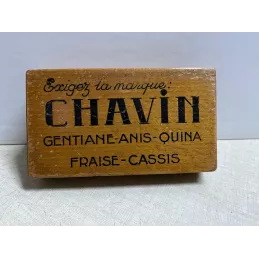 Exigez la marque:
CHAVIN
GENTIANE-ANIS-QUINA
FRAISE-CASSIS